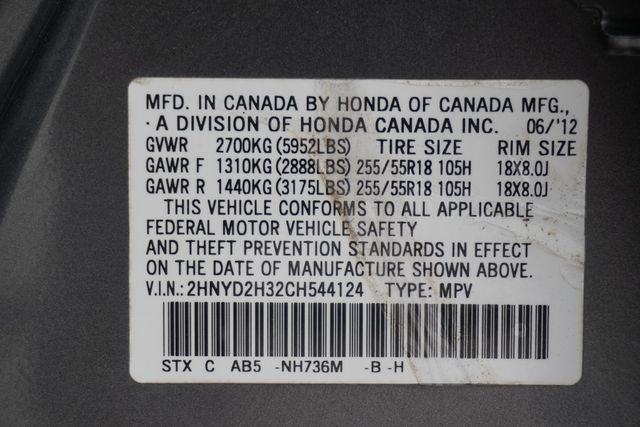 MFD. IN CANADA BY HONDA OF CANADA MFG.,
· A DIVISION OF HONDA CANADA INC. 06/'12
GVWR 2700KG (5952LBS) TIRE SIZE RIM SIZE
GAWR F 1310KG (2888LBS) 255/55R18 105H 18X8.0J
GAWR R 1440KG (3175LBS) 255/55R18 105H 18X8.0J
THIS VEHICLE CONFORMS TO ALL APPLICABLE
FEDERAL MOTOR VEHICLE SAFETY
AND THEFT PREVENTION STANDARDS IN EFFECT
ON THE DATE OF MANUFACTURE SHOWN ABOVE.
V.I.N.: 2HNYD2H32CH544124 TYPE: MPV
STX C AB5 -NH736M -B -H